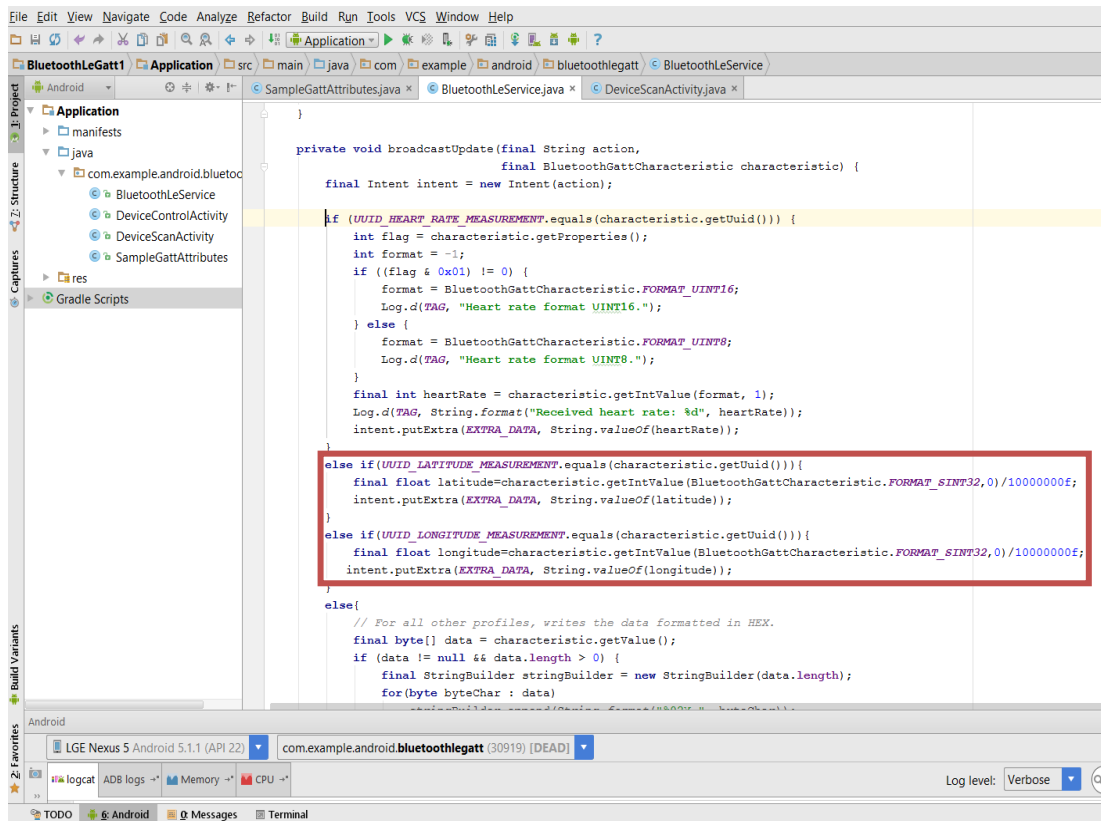 File Edit View Navigate Code Analyze Refactor Build Run Tools VCS Window Help
Application
BluetoothLeGatt1 Application src main java com example android bluetoothlegatt BluetoothLeService
1: Project
7: Structure
Captures
Build Variants
2: Favorites
Android
SampleGattAttributes.java × BluetoothLeService.java × DeviceScanActivity.java ×
Application
manifests
java
com.example.android.bluetoo
BluetoothLeService
DeviceControlActivity
DeviceScanActivity
SampleGattAttributes
res
Gradle Scripts
}
private void broadcastUpdate(final String action,
final BluetoothGattCharacteristic characteristic) {
final Intent intent = new Intent(action);
if (UUID_HEART_RATE_MEASUREMENT.equals(characteristic.getUuid())) {
int flag = characteristic.getProperties();
int format = -1;
if ((flag & 0x01) != 0) {
format = BluetoothGattCharacteristic.FORMAT_UINT16;
Log.d(TAG, "Heart rate format UINT16.");
} else {
format = BluetoothGattCharacteristic.FORMAT_UINT8;
Log.d(TAG, "Heart rate format UINT8.");
}
final int heartRate = characteristic.getIntValue(format, 1);
Log.d(TAG, String.format("Received heart rate: %d", heartRate));
intent.putExtra(EXTRA_DATA, String.valueOf(heartRate));
}
else if(UUID_LATITUDE_MEASUREMENT.equals(characteristic.getUuid())){
final float latitude=characteristic.getIntValue(BluetoothGattCharacteristic.FORMAT_SINT32,0)/10000000f;
intent.putExtra(EXTRA_DATA, String.valueOf(latitude));
}
else if(UUID_LONGITUDE_MEASUREMENT.equals(characteristic.getUuid())){
final float longitude=characteristic.getIntValue(BluetoothGattCharacteristic.FORMAT_SINT32,0)/10000000f;
intent.putExtra(EXTRA_DATA, String.valueOf(longitude));
}
else{
// For all other profiles, writes the data formatted in HEX.
final byte[] data = characteristic.getValue();
if (data != null && data.length > 0) {
final StringBuilder stringBuilder = new StringBuilder(data.length);
for(byte byteChar : data)
Android
LGE Nexus 5 Android 5.1.1 (API 22) com.example.android.bluetoothlegatt (30919) [DEAD]
logcat ADB logs Memory CPU Log level: Verbose
TODO 6: Android 0: Messages Terminal